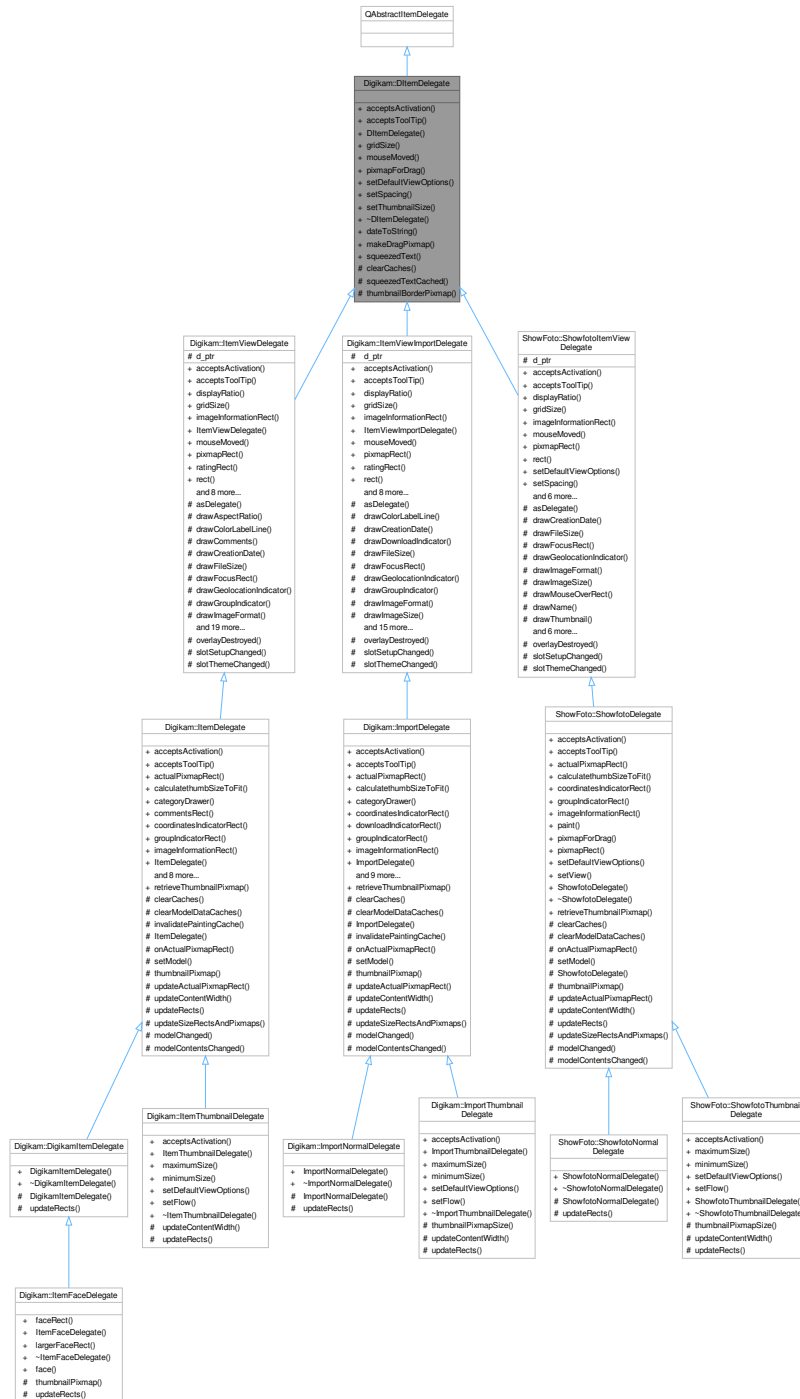 QAbstractItemDelegate
Digikam::DItemDelegate
+ acceptsActivation()
+ acceptsToolTip()
+ DItemDelegate()
+ gridSize()
+ mouseMoved()
+ pixmapForDrag()
+ setDefaultViewOptions()
+ setSpacing()
+ setThumbnailSize()
+ ~DItemDelegate()
+ dateToString()
+ makeDragPixmap()
+ squeezedText()
# clearCaches()
# squeezedTextCached()
# thumbnailBorderPixmap()
Digikam::ItemViewDelegate
# d_ptr
+ acceptsActivation()
+ acceptsToolTip()
+ displayRatio()
+ gridSize()
+ imageInformationRect()
+ ItemViewDelegate()
+ mouseMoved()
+ pixmapRect()
+ ratingRect()
+ rect()
and 8 more...
# asDelegate()
# drawAspectRatio()
# drawColorLabelLine()
# drawComments()
# drawCreationDate()
# drawFileSize()
# drawFocusRect()
# drawGeolocationIndicator()
# drawGroupIndicator()
# drawImageFormat()
and 19 more...
# overlayDestroyed()
# slotSetupChanged()
# slotThemeChanged()
Digikam::ItemViewImportDelegate
# d_ptr
+ acceptsActivation()
+ acceptsToolTip()
+ displayRatio()
+ gridSize()
+ imageInformationRect()
+ ItemViewImportDelegate()
+ mouseMoved()
+ pixmapRect()
+ ratingRect()
+ rect()
and 8 more...
# asDelegate()
# drawColorLabelLine()
# drawCreationDate()
# drawDownloadIndicator()
# drawFileSize()
# drawFocusRect()
# drawGeolocationIndicator()
# drawGroupIndicator()
# drawImageFormat()
# drawImageSize()
and 15 more...
# overlayDestroyed()
# slotSetupChanged()
# slotThemeChanged()
ShowFoto::ShowfotoItemView
Delegate
# d_ptr
+ acceptsActivation()
+ acceptsToolTip()
+ displayRatio()
+ gridSize()
+ imageInformationRect()
+ mouseMoved()
+ pixmapRect()
+ rect()
+ setDefaultViewOptions()
+ setSpacing()
and 6 more...
# asDelegate()
# drawCreationDate()
# drawFileSize()
# drawFocusRect()
# drawGeolocationIndicator()
# drawImageFormat()
# drawImageSize()
# drawMouseOverRect()
# drawName()
# drawThumbnail()
and 6 more...
# overlayDestroyed()
# slotSetupChanged()
# slotThemeChanged()
Digikam::ItemDelegate
+ acceptsActivation()
+ acceptsToolTip()
+ actualPixmapRect()
+ calculatethumbSizeToFit()
+ categoryDrawer()
+ commentsRect()
+ coordinatesIndicatorRect()
+ groupIndicatorRect()
+ imageInformationRect()
+ ItemDelegate()
and 8 more...
+ retrieveThumbnailPixmap()
# clearCaches()
# clearModelDataCaches()
# invalidatePaintingCache()
# ItemDelegate()
# onActualPixmapRect()
# setModel()
# thumbnailPixmap()
# updateActualPixmapRect()
# updateContentWidth()
# updateRects()
# updateSizeRectsAndPixmaps()
# modelChanged()
# modelContentsChanged()
Digikam::ImportDelegate
+ acceptsActivation()
+ acceptsToolTip()
+ actualPixmapRect()
+ calculatethumbSizeToFit()
+ categoryDrawer()
+ coordinatesIndicatorRect()
+ downloadIndicatorRect()
+ groupIndicatorRect()
+ imageInformationRect()
+ ImportDelegate()
and 9 more...
+ retrieveThumbnailPixmap()
# clearCaches()
# clearModelDataCaches()
# ImportDelegate()
# invalidatePaintingCache()
# onActualPixmapRect()
# setModel()
# thumbnailPixmap()
# updateActualPixmapRect()
# updateContentWidth()
# updateRects()
# updateSizeRectsAndPixmaps()
# modelChanged()
# modelContentsChanged()
ShowFoto::ShowfotoDelegate
+ acceptsActivation()
+ acceptsToolTip()
+ actualPixmapRect()
+ calculatethumbSizeToFit()
+ coordinatesIndicatorRect()
+ groupIndicatorRect()
+ imageInformationRect()
+ paint()
+ pixmapForDrag()
+ pixmapRect()
+ setDefaultViewOptions()
+ setView()
+ ShowfotoDelegate()
+ ~ShowfotoDelegate()
+ retrieveThumbnailPixmap()
# clearCaches()
# clearModelDataCaches()
# onActualPixmapRect()
# setModel()
# ShowfotoDelegate()
# thumbnailPixmap()
# updateActualPixmapRect()
# updateContentWidth()
# updateRects()
# updateSizeRectsAndPixmaps()
# modelChanged()
# modelContentsChanged()
Digikam::DigikamItemDelegate
+ DigikamItemDelegate()
+ ~DigikamItemDelegate()
# DigikamItemDelegate()
# updateRects()
Digikam::ItemThumbnailDelegate
+ acceptsActivation()
+ ItemThumbnailDelegate()
+ maximumSize()
+ minimumSize()
+ setDefaultViewOptions()
+ setFlow()
+ ~ItemThumbnailDelegate()
# updateContentWidth()
# updateRects()
Digikam::ImportNormalDelegate
+ ImportNormalDelegate()
+ ~ImportNormalDelegate()
# ImportNormalDelegate()
# updateRects()
Digikam::ImportThumbnail
Delegate
+ acceptsActivation()
+ ImportThumbnailDelegate()
+ maximumSize()
+ minimumSize()
+ setDefaultViewOptions()
+ setFlow()
+ ~ImportThumbnailDelegate()
# thumbnailPixmapSize()
# updateContentWidth()
# updateRects()
ShowFoto::ShowfotoNormal
Delegate
+ ShowfotoNormalDelegate()
+ ~ShowfotoNormalDelegate()
# ShowfotoNormalDelegate()
# updateRects()
ShowFoto::ShowfotoThumbnail
Delegate
+ acceptsActivation()
+ maximumSize()
+ minimumSize()
+ setDefaultViewOptions()
+ setFlow()
+ ShowfotoThumbnailDelegate()
+ ~ShowfotoThumbnailDelegate
# thumbnailPixmapSize()
# updateContentWidth()
# updateRects()
Digikam::ItemFaceDelegate
+ faceRect()
+ ItemFaceDelegate()
+ largerFaceRect()
+ ~ItemFaceDelegate()
+ face()
# thumbnailPixmap()
# updateRects()